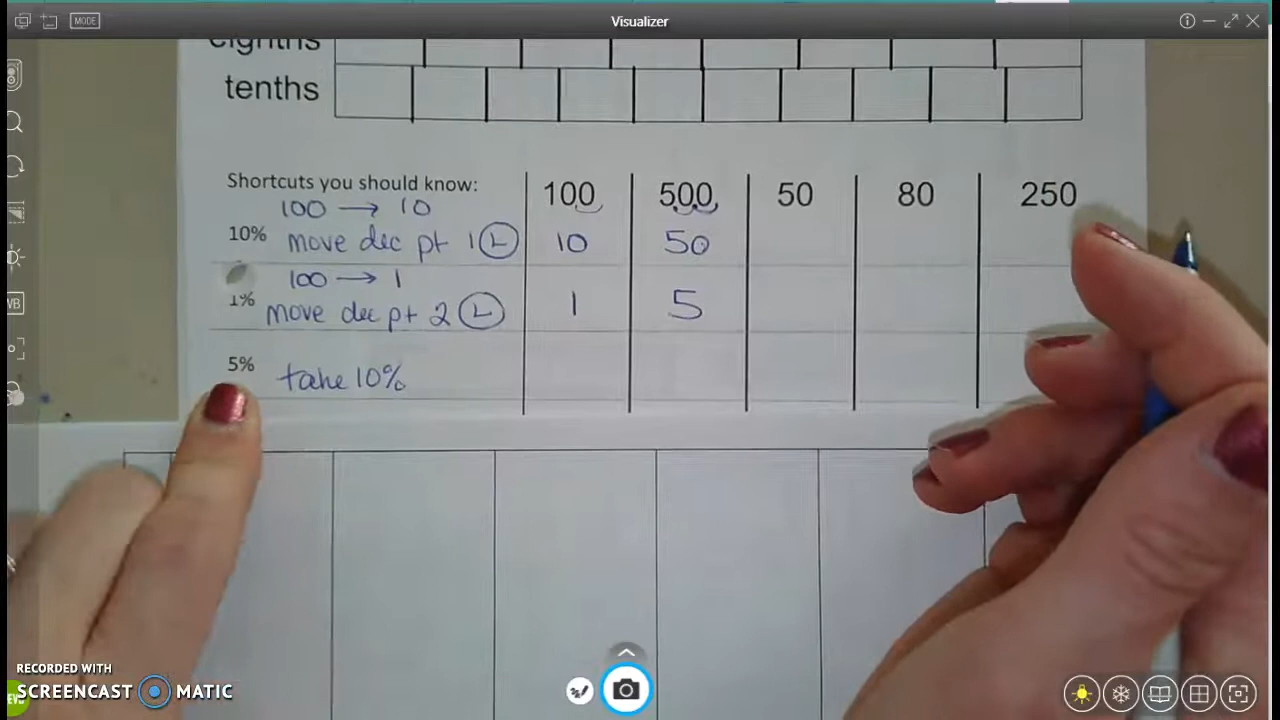 MODE
Visualizer
eighths
tenths
Shortcuts you should know:
100 500 50 80 250
100 → 10
10% move dec pt 1 L 10 50
100 → 1
1% move dec pt 2 L 1 5
5% take 10%
WB
RECORDED WITH
SCREENCAST MATIC